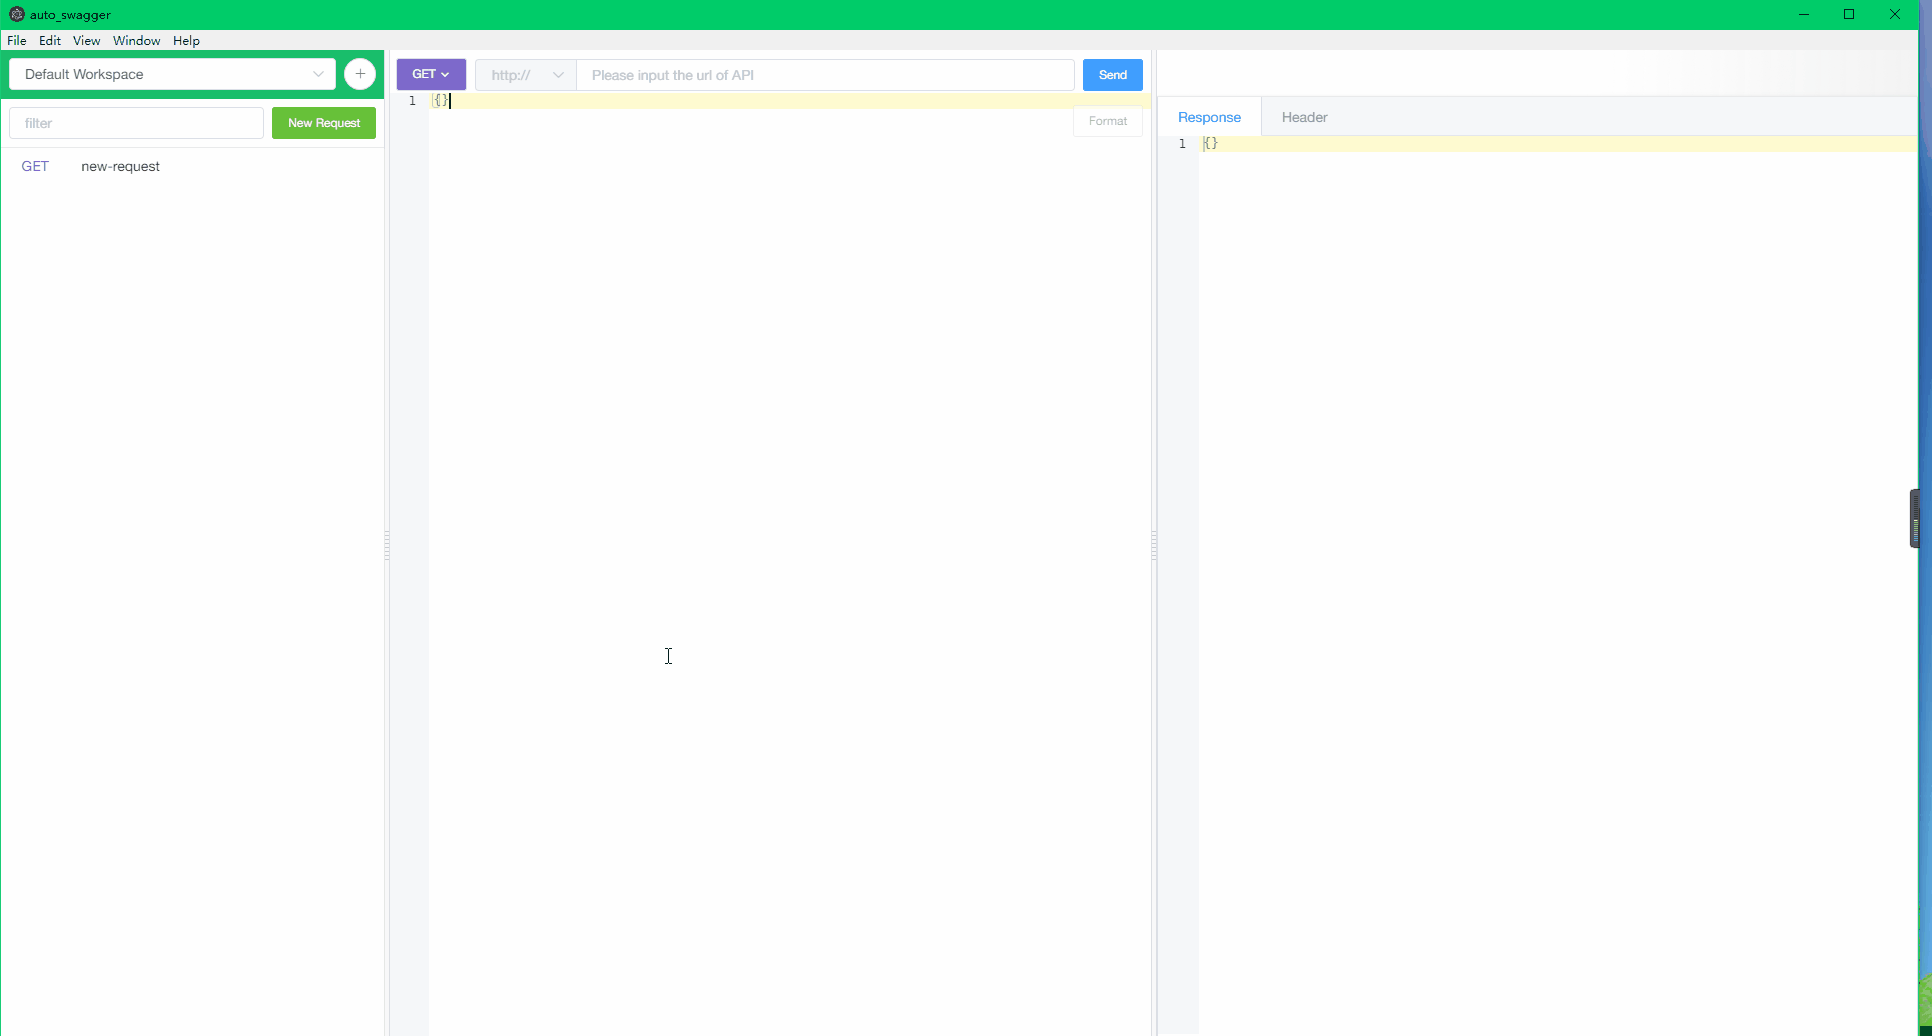 auto_swagger
File Edit View Window Help
Default Workspace +
GET http:// Please input the url of API Send
filter New Request
GET new-request
1 {}
Format
Response Header
1 {}